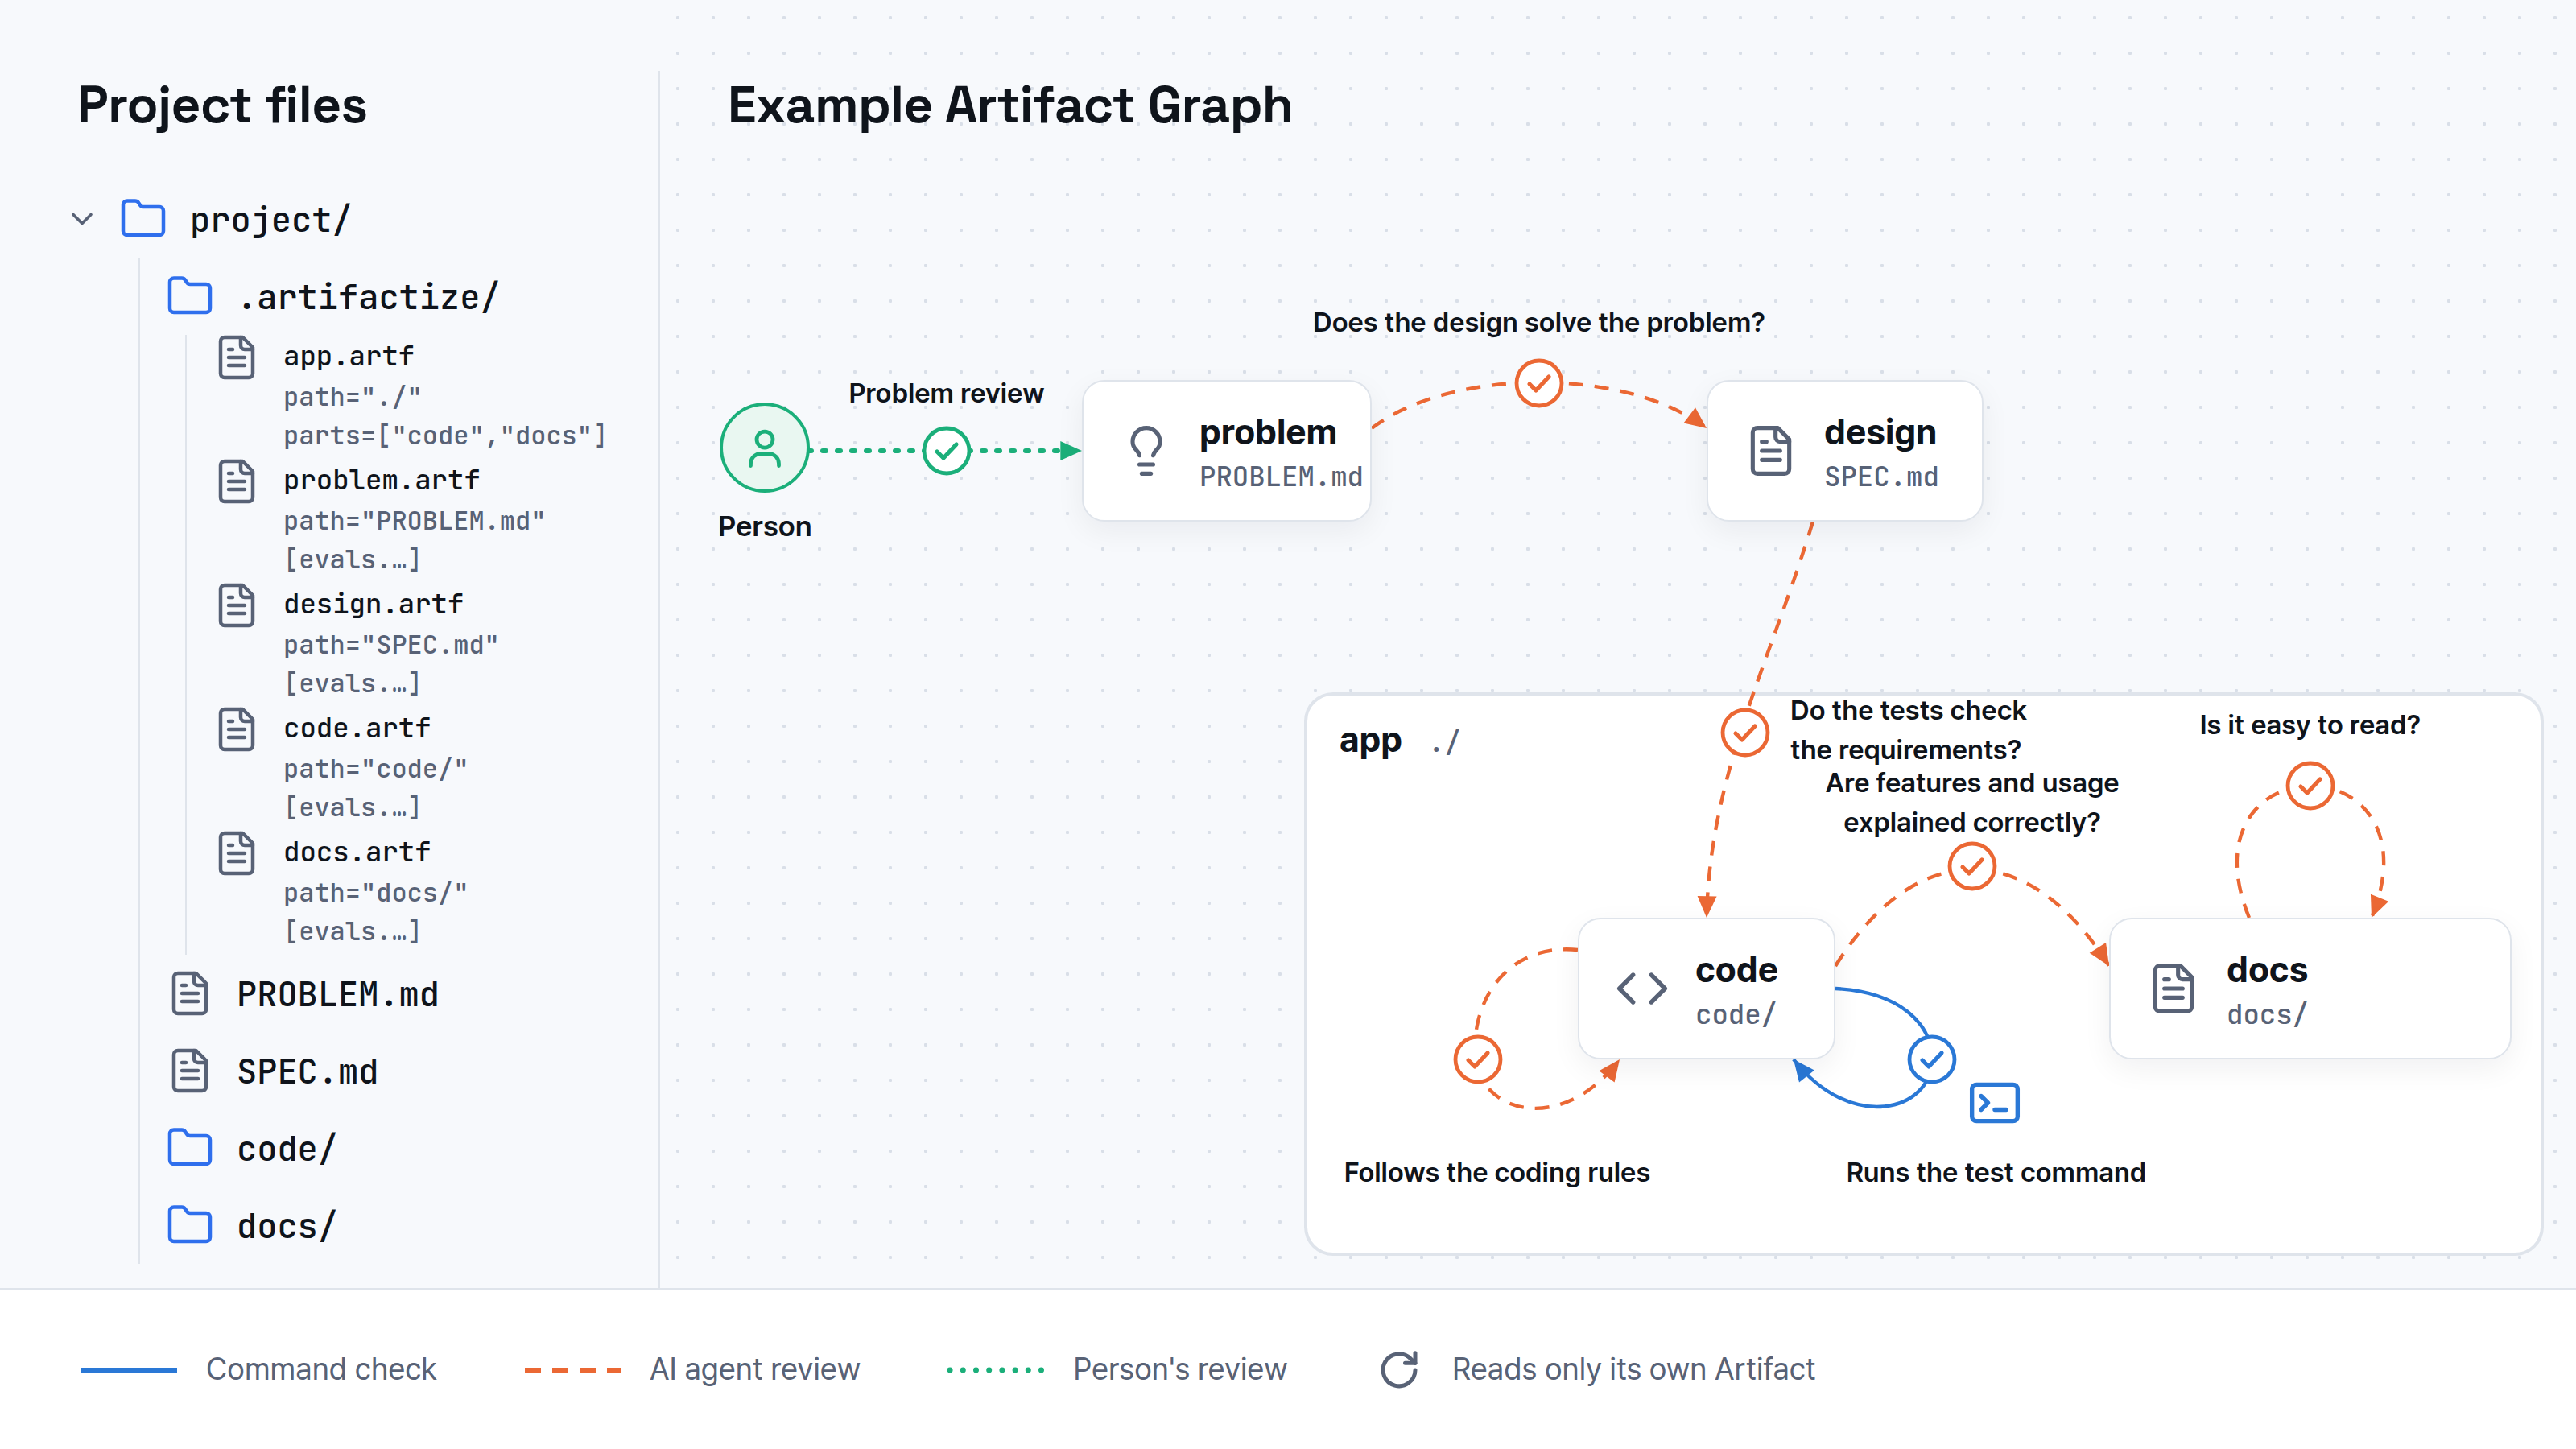 Project files
project/
.artifactize/
app.artf
path="./"
parts=["code","docs"]
problem.artf
path="PROBLEM.md"
[evals.…]
design.artf
path="SPEC.md"
[evals.…]
code.artf
path="code/"
[evals.…]
docs.artf
path="docs/"
[evals.…]
PROBLEM.md
SPEC.md
code/
docs/
Example Artifact Graph
Does the design solve the problem?
Problem review
Person
problem
PROBLEM.md
design
SPEC.md
app ./
Do the tests check
the requirements?
Is it easy to read?
Are features and usage
explained correctly?
code
code/
docs
docs/
Follows the coding rules
Runs the test command
Command check
AI agent review
Person's review
Reads only its own Artifact